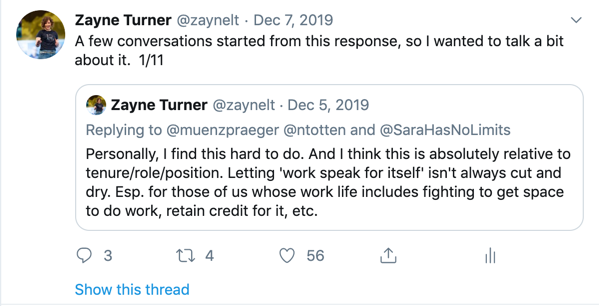 Zayne Turner @zaynelt · Dec 7, 2019
A few conversations started from this response, so I wanted to talk a bit
about it.  1/11
Zayne Turner @zaynelt · Dec 5, 2019
Replying to @muenzpraeger @ntotten and @SaraHasNoLimits
Personally, I find this hard to do. And I think this is absolutely relative to
tenure/role/position. Letting 'work speak for itself' isn't always cut and
dry. Esp. for those of us whose work life includes fighting to get space
to do work, retain credit for it, etc.
3 4 56
Show this thread